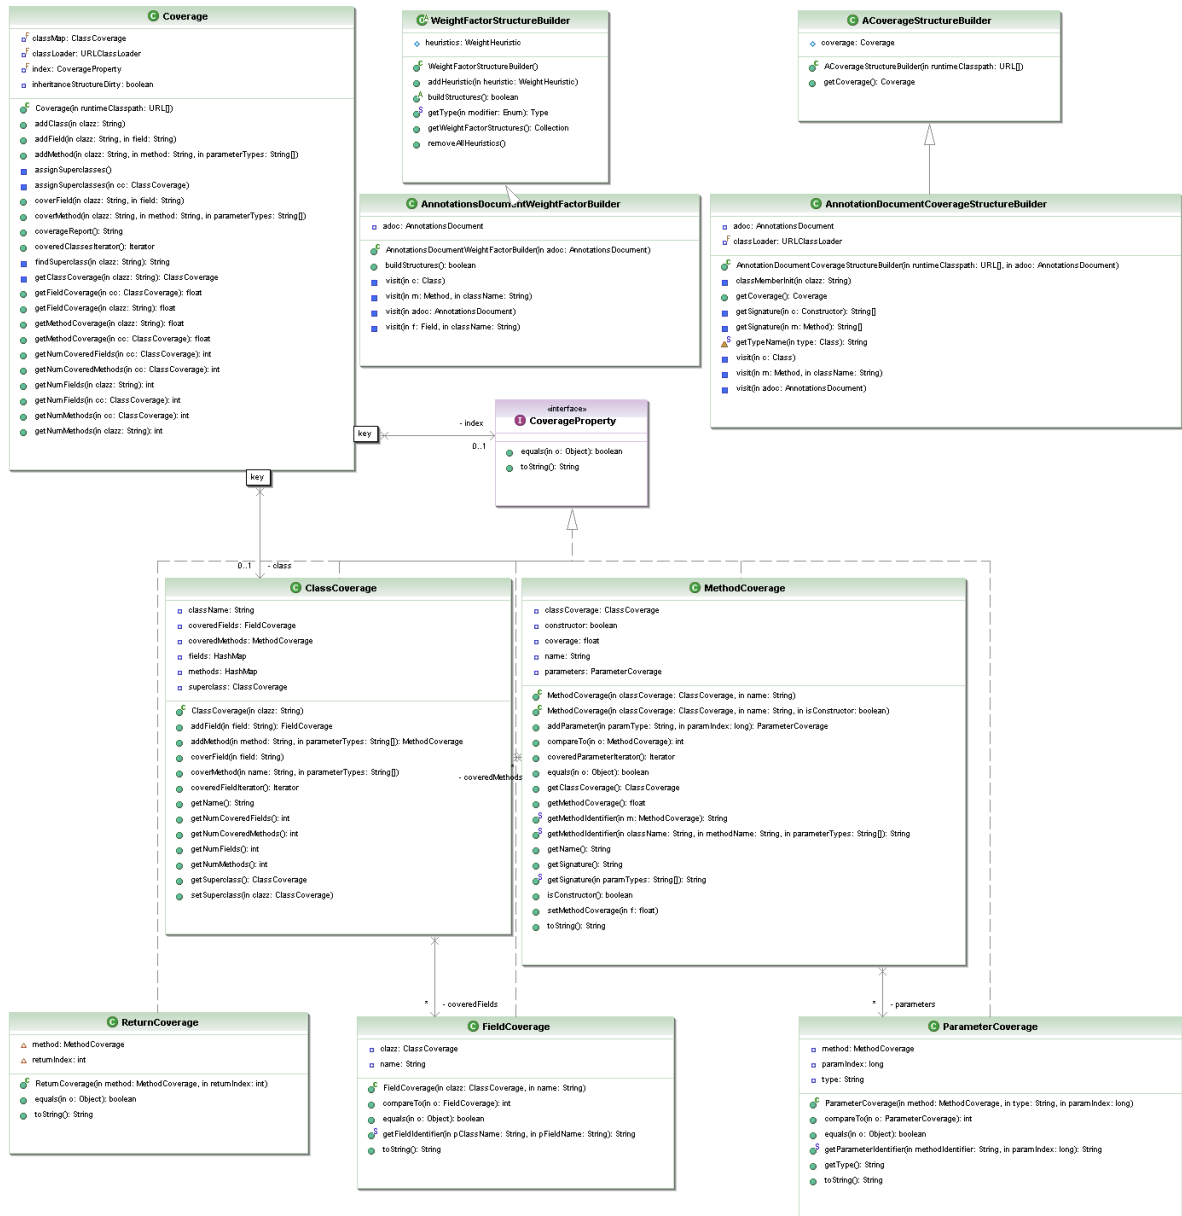 Coverage
classMap: ClassCoverage
classLoader: URLClassLoader
index: CoverageProperty
inheritanceStructureDirty: boolean
Coverage(in runtimeClasspath: URL[])
addClass(in clazz: String)
addField(in clazz: String, in field: String)
addMethod(in clazz: String, in method: String, in parameterTypes: String[])
assignSuperclasses()
assignSuperclasses(in cc: ClassCoverage)
coverField(in clazz: String, in field: String)
coverMethod(in clazz: String, in method: String, in parameterTypes: String[])
coverageReport(): String
coveredClassesIterator(): Iterator
findSuperclass(in clazz: String): String
getClassCoverage(in clazz: String): ClassCoverage
getFieldCoverage(in cc: ClassCoverage): float
getFieldCoverage(in clazz: String): float
getMethodCoverage(in clazz: String): float
getMethodCoverage(in cc: ClassCoverage): float
getNumCoveredFields(in cc: ClassCoverage): int
getNumCoveredMethods(in cc: ClassCoverage): int
getNumFields(in clazz: String): int
getNumFields(in cc: ClassCoverage): int
getNumMethods(in cc: ClassCoverage): int
getNumMethods(in clazz: String): int
WeightFactorStructureBuilder
heuristics: WeightHeuristic
WeightFactorStructureBuilder()
addHeuristic(in heuristic: WeightHeuristic)
buildStructures(): boolean
getType(in modifier: Enum): Type
getWeightFactorStructures(): Collection
removeAllHeuristics()
ACoverageStructureBuilder
coverage: Coverage
ACoverageStructureBuilder(in runtimeClasspath: URL[])
getCoverage(): Coverage
AnnotationsDocumentWeightFactorBuilder
adoc: AnnotationsDocument
AnnotationsDocumentWeightFactorBuilder(in adoc: AnnotationsDocument)
buildStructures(): boolean
visit(in c: Class)
visit(in m: Method, in className: String)
visit(in adoc: AnnotationsDocument)
visit(in f: Field, in className: String)
AnnotationDocumentCoverageStructureBuilder
adoc: AnnotationsDocument
classLoader: URLClassLoader
AnnotationDocumentCoverageStructureBuilder(in runtimeClasspath: URL[], in adoc: AnnotationsDocument)
classMemberInit(in clazz: String)
getCoverage(): Coverage
getSignature(in c: Constructor): String[]
getSignature(in m: Method): String[]
getTypeName(in type: Class): String
visit(in c: Class)
visit(in m: Method, in className: String)
visit(in adoc: AnnotationsDocument)
key
- index
0..1
«interface»
CoverageProperty
equals(in o: Object): boolean
toString(): String
key
0..1 - class
ClassCoverage
className: String
coveredFields: FieldCoverage
coveredMethods: MethodCoverage
fields: HashMap
methods: HashMap
superclass: ClassCoverage
ClassCoverage(in clazz: String)
addField(in field: String): FieldCoverage
addMethod(in method: String, in parameterTypes: String[]): MethodCoverage
coverField(in field: String)
coverMethod(in name: String, in parameterTypes: String[])
coveredFieldIterator(): Iterator
getName(): String
getNumCoveredFields(): int
getNumCoveredMethods(): int
getNumFields(): int
getNumMethods(): int
getSuperclass(): ClassCoverage
setSuperclass(in clazz: ClassCoverage)
*
- coveredMethods
MethodCoverage
classCoverage: ClassCoverage
constructor: boolean
coverage: float
name: String
parameters: ParameterCoverage
MethodCoverage(in classCoverage: ClassCoverage, in name: String)
MethodCoverage(in classCoverage: ClassCoverage, in name: String, in isConstructor: boolean)
addParameter(in paramType: String, in paramIndex: long): ParameterCoverage
compareTo(in o: MethodCoverage): int
coveredParameterIterator(): Iterator
equals(in o: Object): boolean
getClassCoverage(): ClassCoverage
getMethodCoverage(): float
getMethodIdentifier(in m: MethodCoverage): String
getMethodIdentifier(in className: String, in methodName: String, in parameterTypes: String[]): String
getName(): String
getSignature(): String
getSignature(in paramTypes: String[]): String
isConstructor(): boolean
setMethodCoverage(in f: float)
toString(): String
* - coveredFields
* - parameters
ReturnCoverage
method: MethodCoverage
returnIndex: int
ReturnCoverage(in method: MethodCoverage, in returnIndex: int)
equals(in o: Object): boolean
toString(): String
FieldCoverage
clazz: ClassCoverage
name: String
FieldCoverage(in clazz: ClassCoverage, in name: String)
compareTo(in o: FieldCoverage): int
equals(in o: Object): boolean
getFieldIdentifier(in pClassName: String, in pFieldName: String): String
toString(): String
ParameterCoverage
method: MethodCoverage
paramIndex: long
type: String
ParameterCoverage(in method: MethodCoverage, in type: String, in paramIndex: long)
compareTo(in o: ParameterCoverage): int
equals(in o: Object): boolean
getParameterIdentifier(in methodIdentifier: String, in paramIndex: long): String
getType(): String
toString(): String